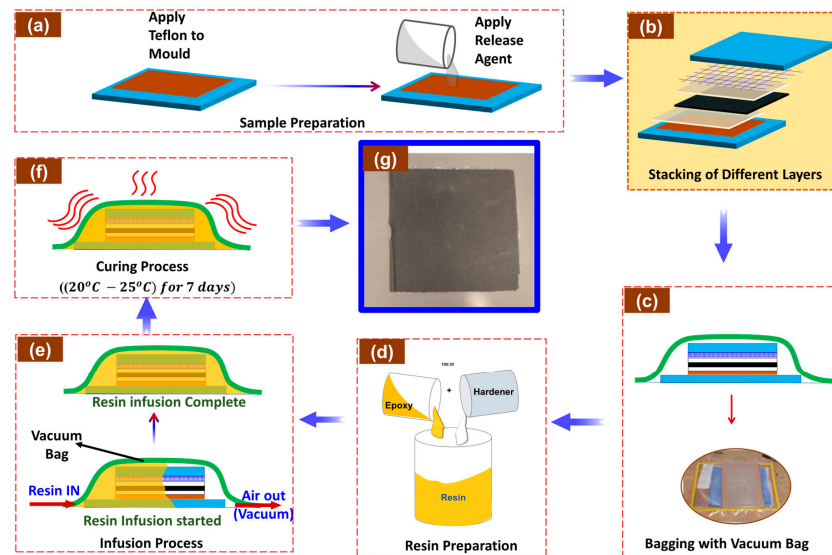 (a)
Apply
Teflon to
Mould
Apply
Release
Agent
Sample Preparation
(b)
Stacking of Different Layers
(c)
Bagging with Vacuum Bag
(d)
100:30
Epoxy
+
Hardener
Resin
Resin Preparation
(e)
Resin infusion Complete
Vacuum
Bag
Resin IN
Air out
(Vacuum)
Resin Infusion started
Infusion Process
(f)
Curing Process
((20°C − 25°C) for 7 days)
(g)